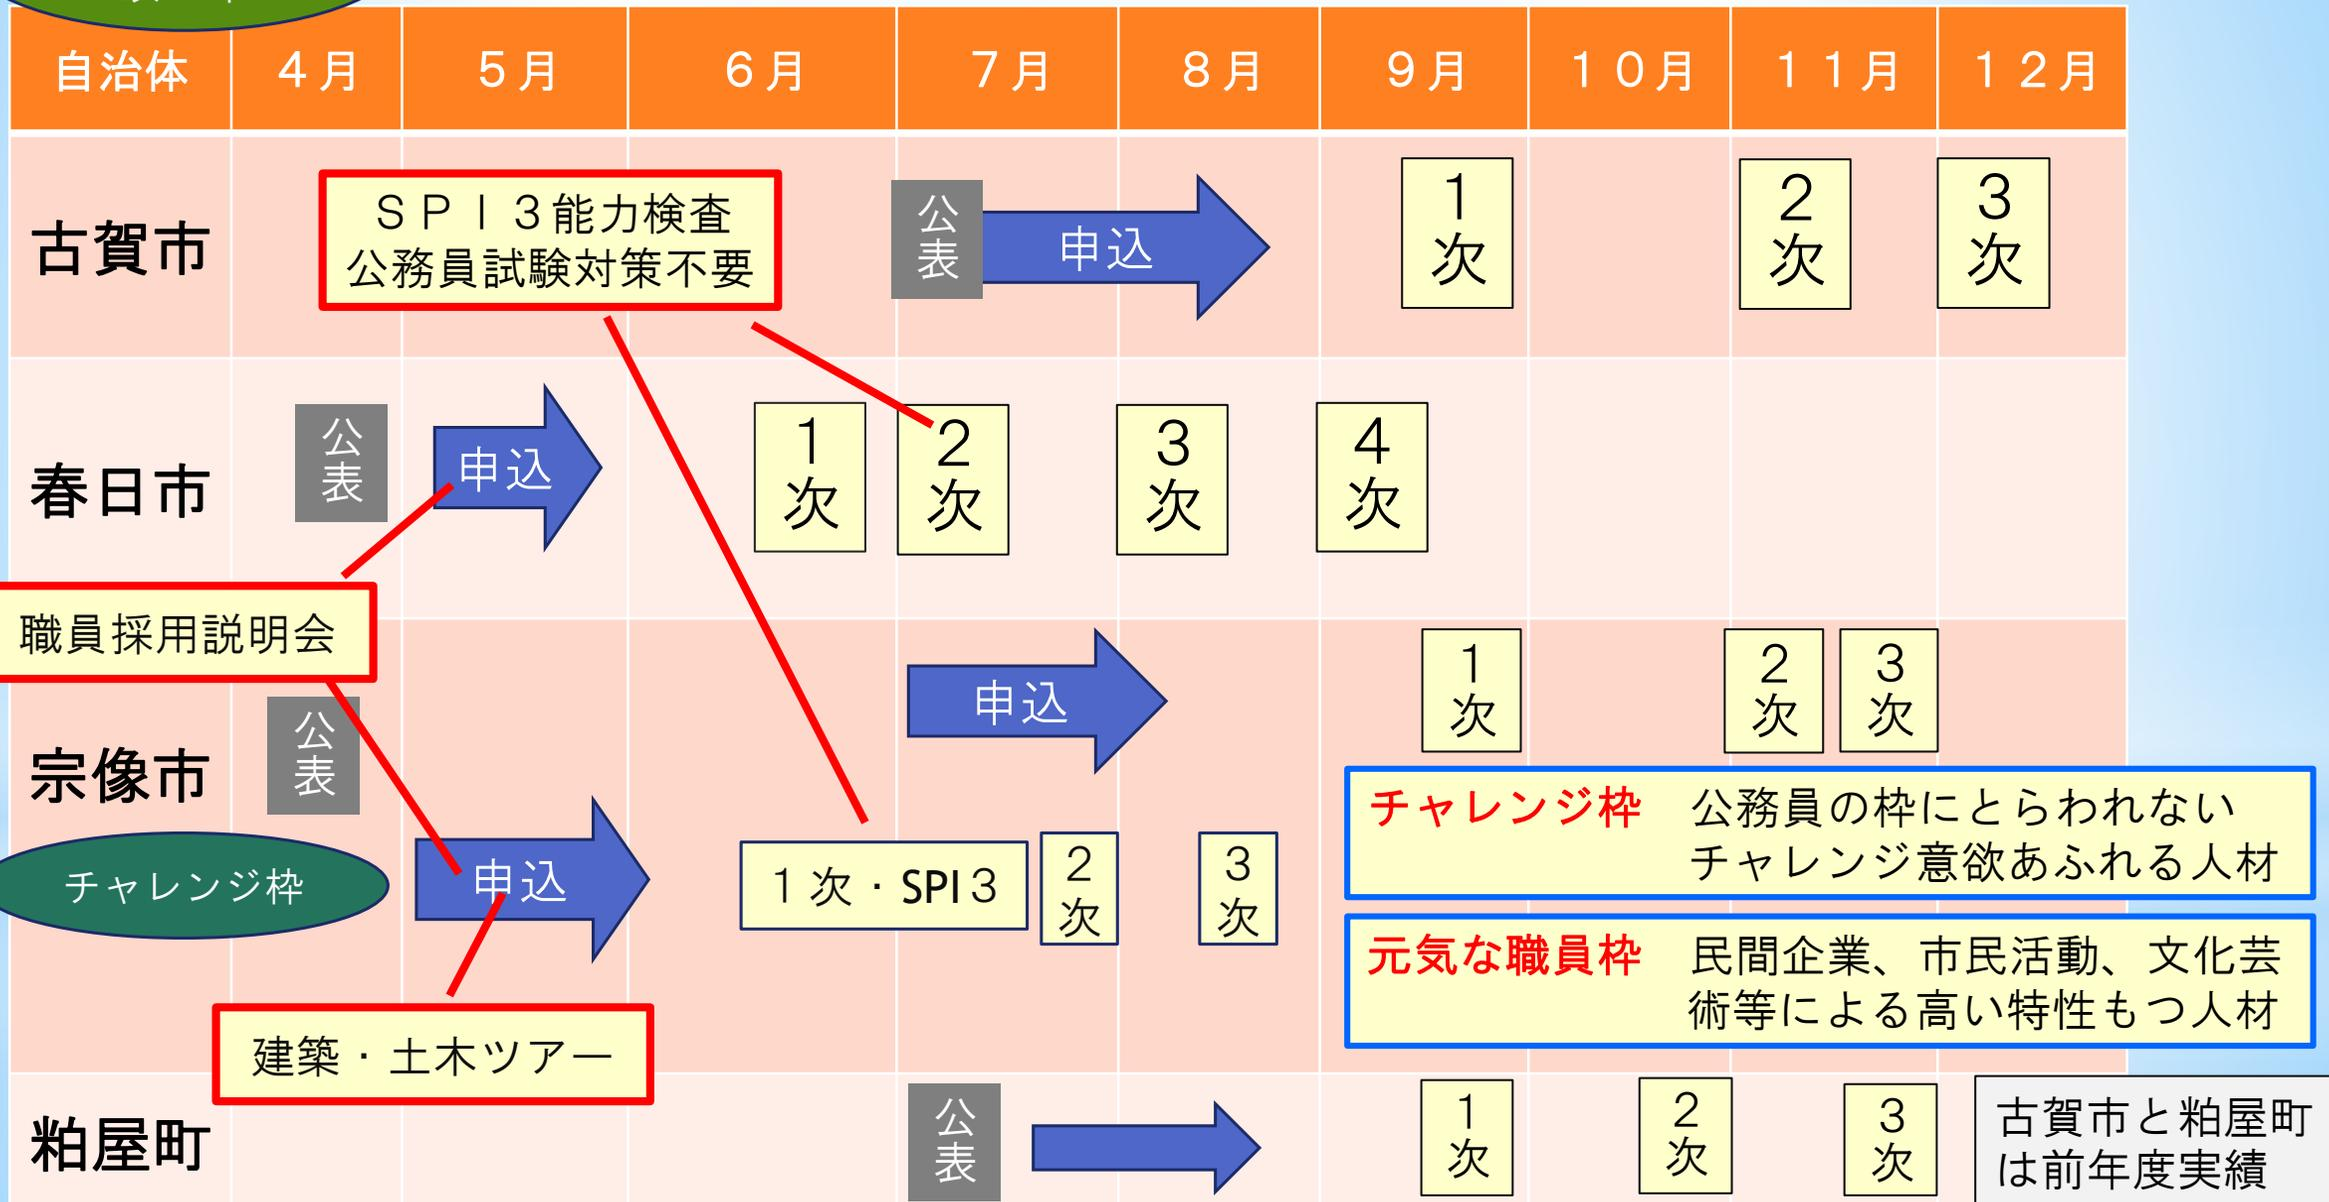 自治体 ４月 ５月 ６月 ７月 ８月 ９月 １０月 １１月 １２月
古賀市
ＳＰＩ３能力検査
公務員試験対策不要
公表
申込
１次
２次
３次
春日市
公表
申込
１次
２次
３次
４次
職員採用説明会
宗像市
公表
申込
１次
２次
３次
チャレンジ枠
申込
１次・SPI３
２次
３次
チャレンジ枠 公務員の枠にとらわれない
チャレンジ意欲あふれる人材
元気な職員枠 民間企業、市民活動、文化芸
術等による高い特性もつ人材
建築・土木ツアー
粕屋町
公表
１次
２次
３次
古賀市と粕屋町
は前年度実績